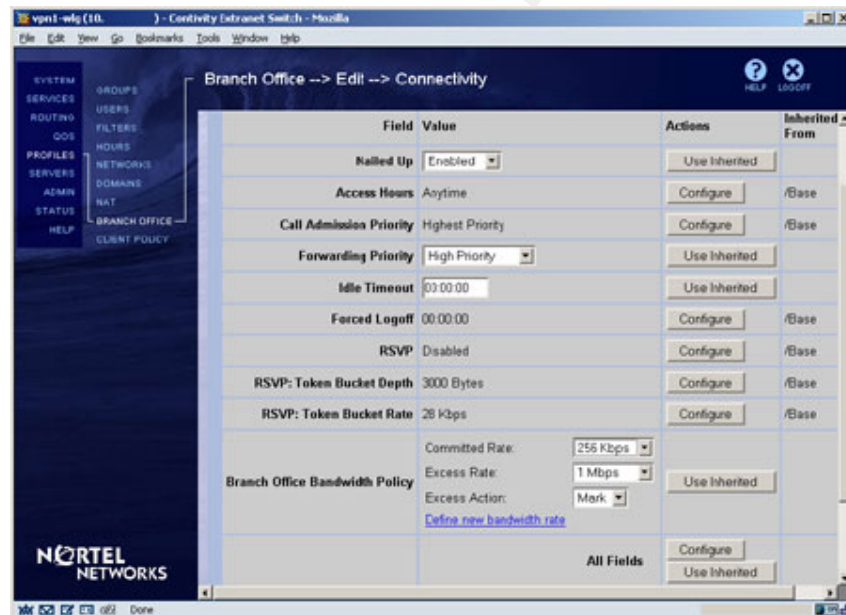 vpn1-wlg (10. ) - Contivity Extranet Switch - Mozilla
File Edit View Go Bookmarks Tools Window Help
SYSTEM
SERVICES
ROUTING
QOS
PROFILES
SERVERS
ADMIN
STATUS
HELP
GROUPS
USERS
FILTERS
HOURS
NETWORKS
DOMAINS
NAT
BRANCH OFFICE
CLIENT POLICY
Branch Office --> Edit --> Connectivity
HELP LOGOFF
Field Value Actions Inherited From
Nailed Up Enabled Use Inherited
Access Hours Anytime Configure /Base
Call Admission Priority Highest Priority Configure /Base
Forwarding Priority High Priority Use Inherited
Idle Timeout 00:00:00 Use Inherited
Forced Logoff 00:00:00 Configure /Base
RSVP Disabled Configure /Base
RSVP: Token Bucket Depth 3000 Bytes Configure /Base
RSVP: Token Bucket Rate 28 Kbps Configure /Base
Branch Office Bandwidth Policy
Committed Rate: 256 Kbps
Excess Rate: 1 Mbps
Excess Action: Mark
Define new bandwidth rate
Use Inherited
All Fields Configure
Use Inherited
NORTEL
NETWORKS
Done